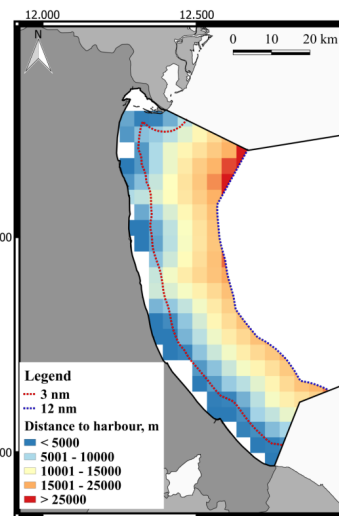 12.000 12.500
N
0 10 20 km
00
00
Legend
3 nm
12 nm
Distance to harbour, m
< 5000
5001 - 10000
10001 - 15000
15001 - 25000
> 25000